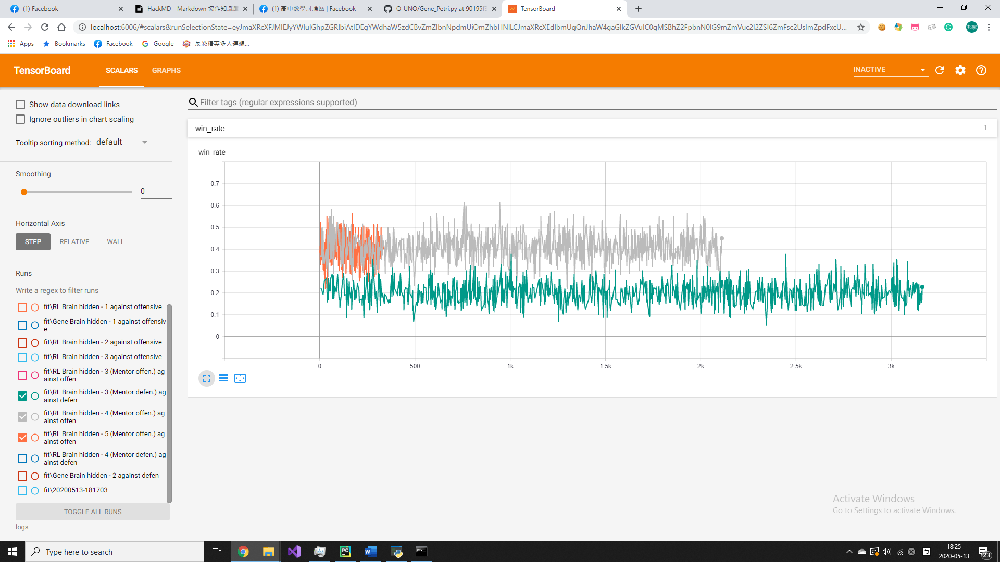 (1) Facebook
HackMD - Markdown 協作知識庫
(1) 高中數學討論區 | Facebook
Q-UNO/Gene_Petri.py at 90195f3
TensorBoard
Apps
Bookmarks
Facebook
Google
反恐精英多人連線...
邦寧
TensorBoard
SCALARS
GRAPHS
INACTIVE
Show data download links
Ignore outliers in chart scaling
Tooltip sorting method: default
Smoothing
0
Horizontal Axis
STEP
RELATIVE
WALL
Runs
Write a regex to filter runs
fit\RL Brain hidden - 1 against offensive
fit\Gene Brain hidden - 1 against offensiv
e
fit\RL Brain hidden - 2 against offensive
fit\RL Brain hidden - 3 against offensive
fit\RL Brain hidden - 3 (Mentor offen.) ag
ainst offen
fit\RL Brain hidden - 3 (Mentor defen.) ag
ainst defen
fit\RL Brain hidden - 4 (Mentor offen.) ag
ainst offen
fit\RL Brain hidden - 5 (Mentor offen.) ag
ainst offen
fit\RL Brain hidden - 4 (Mentor defen.) ag
ainst defen
fit\Gene Brain hidden - 2 against defen
fit\20200513-181703
TOGGLE ALL RUNS
logs
Filter tags (regular expressions supported)
win_rate
1
win_rate
0.7
0.6
0.5
0.4
0.3
0.2
0.1
0
0
500
1k
1.5k
2k
2.5k
3k
Activate Windows
Go to Settings to activate Windows.
Type here to search
18:25
2020-05-13
23